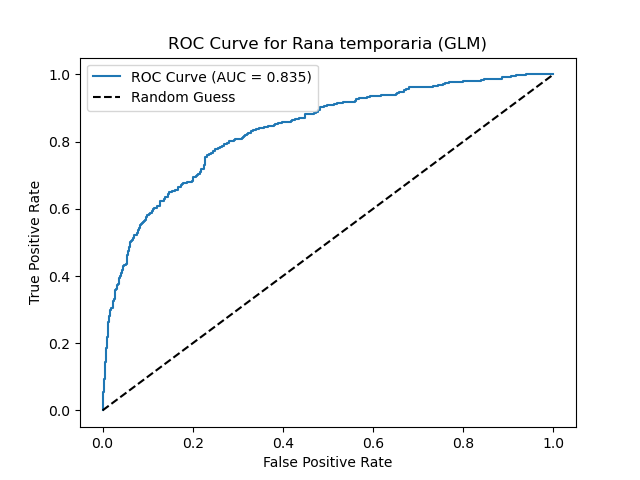 ROC Curve for Rana temporaria (GLM)
ROC Curve (AUC = 0.835)
Random Guess
1.0
0.8
0.6
0.4
0.2
0.0
True Positive Rate
0.0 0.2 0.4 0.6 0.8 1.0
False Positive Rate